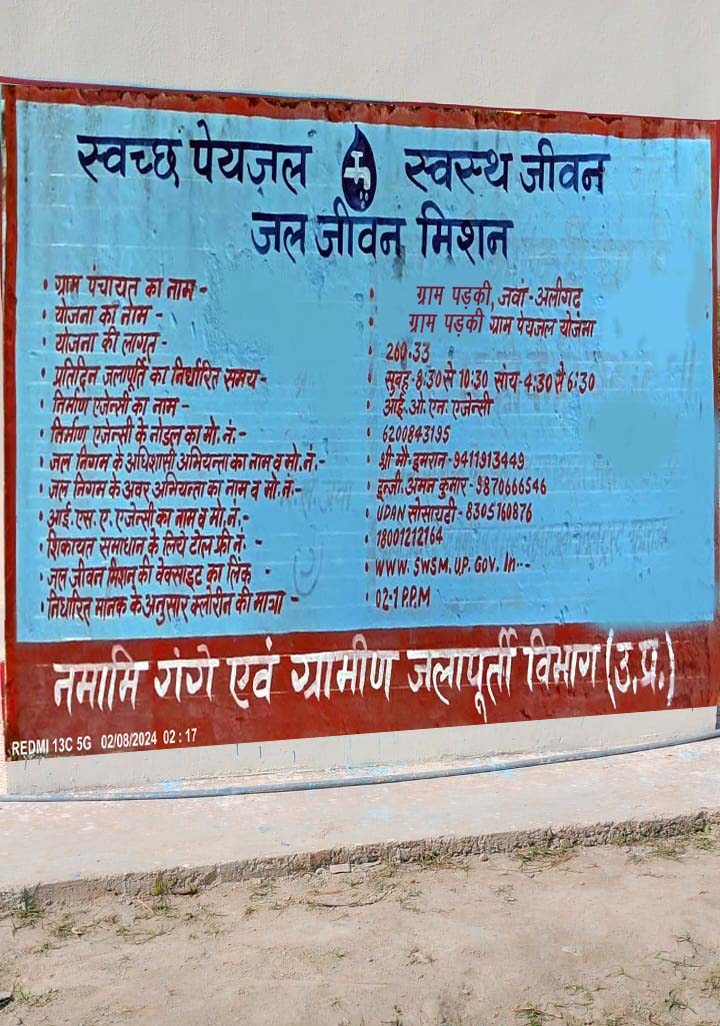 स्वच्छ पेयजल स्वस्थ जीवन
जल जीवन मिशन
• ग्राम पंचायत का नाम - • ग्राम पड़की, जवां-अलीगढ़
• योजना का नाम - • ग्राम पड़की ग्राम पेयजल योजना
• योजना की लागत - • 260.33
• प्रतिदिन जलापूर्ति का निर्धारित समय - • सुबह-8:30 से 10:30 सांय-4:30 से 6:30
• निर्माण एजेन्सी का नाम - • आई.ओ.एन. एजेन्सी
• निर्माण एजेन्सी के नोडल का मो. नं.- • 6200843195
• जल निगम के अधिशासी अभियन्ता का नाम व मो. नं.- • श्री मौ. इमरान-9411913449
• जल निगम के अवर अभियन्ता का नाम व मो. नं.- • इन्जी. अमन कुमार-9870666546
• आई. एस. ए. एजेन्सी का नाम व मो. नं.- • UDAN सोसायटी-8305160876
• शिकायत समाधान के लिये टोल फ्री नं. - • 18001212164
• जल जीवन मिशन की वेवसाइट का लिंक - • WWW. SWSM. U.P. GOV. In--
• निर्धारित मानक के अनुसार क्लोरीन की मात्रा - • 02-1 P.P.M
नमामि गंगे एवं ग्रामीण जलापूर्ती विभाग (उ.प्र.)
REDMI 13C 5G 02/08/2024 02 : 17